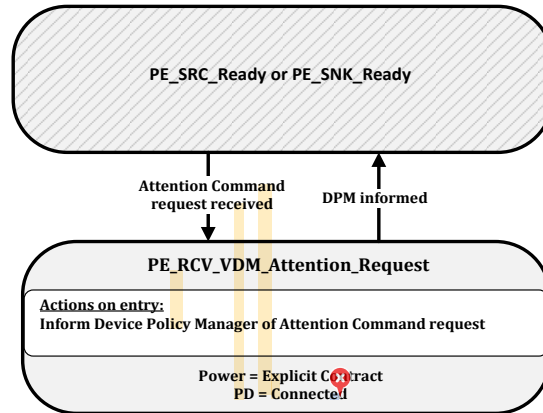 PE_SRC_Ready or PE_SNK_Ready
Attention Command
request received
DPM informed
PE_RCV_VDM_Attention_Request
Actions on entry:
Inform Device Policy Manager of Attention Command request
Power = Explicit Contract
PD = Connected